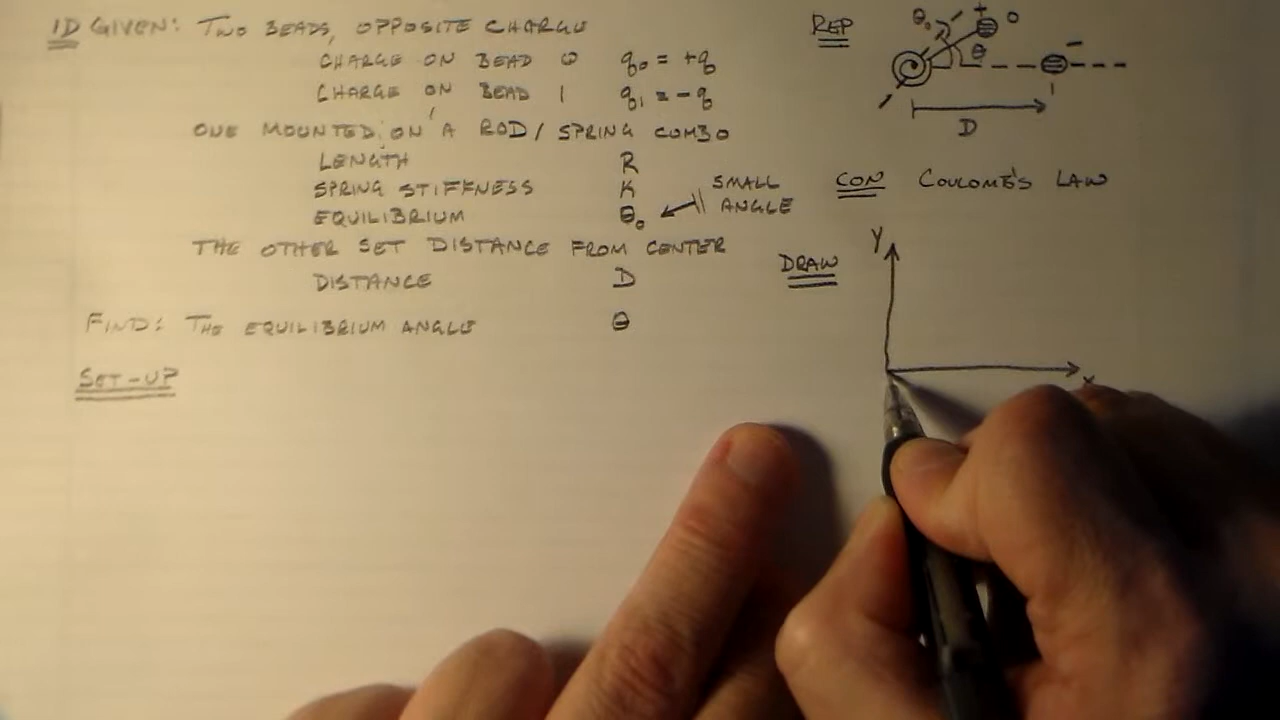 ID GIVEN: TWO BEADS, OPPOSITE CHARGE
CHARGE ON BEAD 0 q₀ = +q
CHARGE ON BEAD 1 q₁ = -q
ONE MOUNTED ON A ROD/SPRING COMBO
LENGTH R
SPRING STIFFNESS K
EQUILIBRIUM θ₀
SMALL
ANGLE
THE OTHER SET DISTANCE FROM CENTER
DISTANCE D
FIND: THE EQUILIBRIUM ANGLE θ
SET-UP
REP
θ₀ + 0
θ −
1
D
CON COULOMB'S LAW
DRAW
Y
X